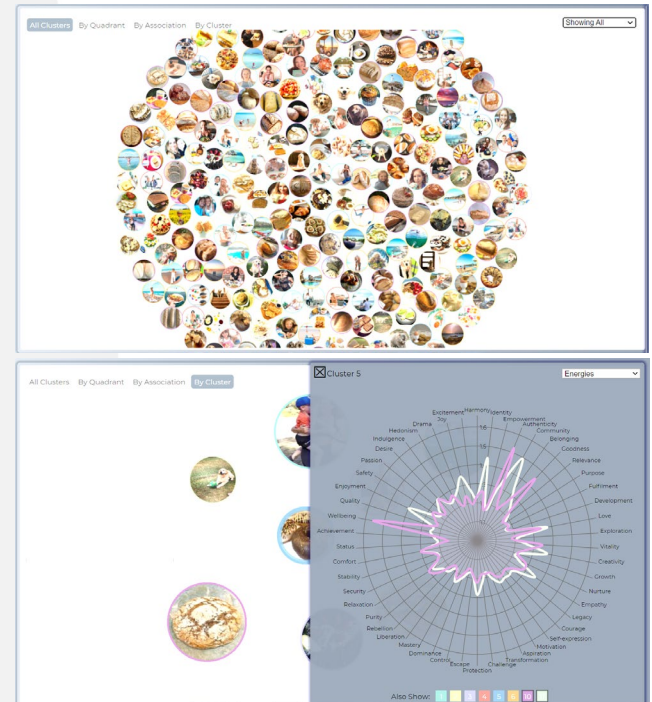 All Clusters By Quadrant By Association By Cluster
Showing All
All Clusters By Quadrant By Association By Cluster
Cluster 5
Energies
Harmony
Identity
Empowerment
Authenticity
Community
Belonging
Goodness
Relevance
Purpose
Fulfilment
Development
Love
Exploration
Vitality
Creativity
Growth
Nurture
Empathy
Legacy
Courage
Self-expression
Motivation
Aspiration
Transformation
Challenge
Protection
Escape
Control
Dominance
Mastery
Liberation
Rebellion
Purity
Relaxation
Security
Stability
Comfort
Status
Achievement
Wellbeing
Quality
Enjoyment
Safety
Passion
Desire
Indulgence
Hedonism
Drama
Joy
Excitement
Also Show: 10